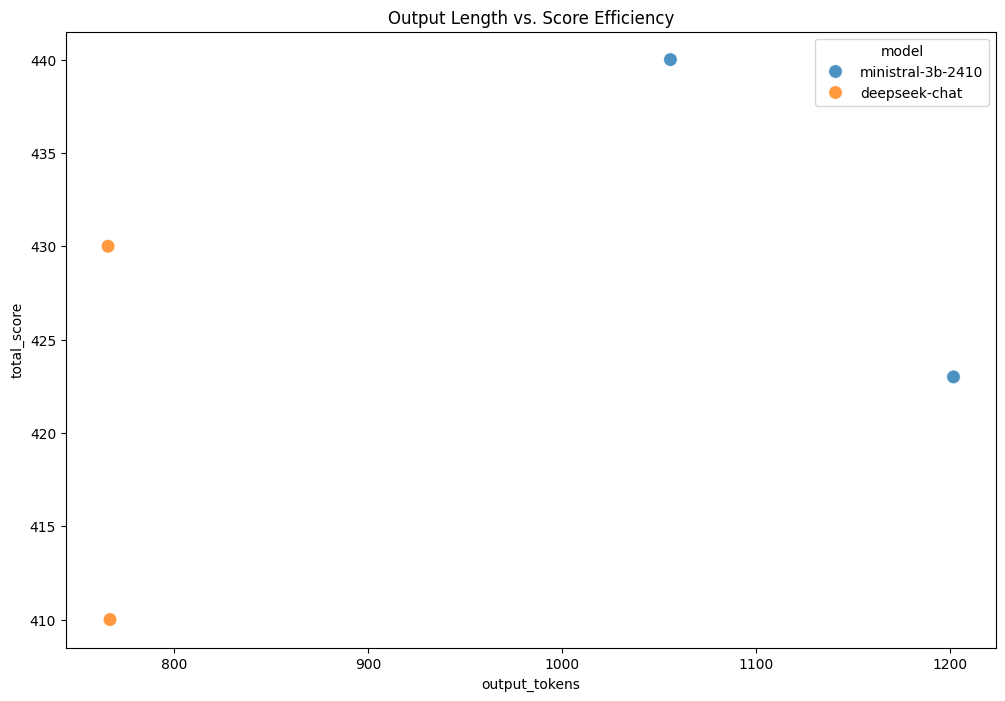 Output Length vs. Score Efficiency
model
ministral-3b-2410
deepseek-chat
total_score
440
435
430
425
420
415
410
800 900 1000 1100 1200
output_tokens